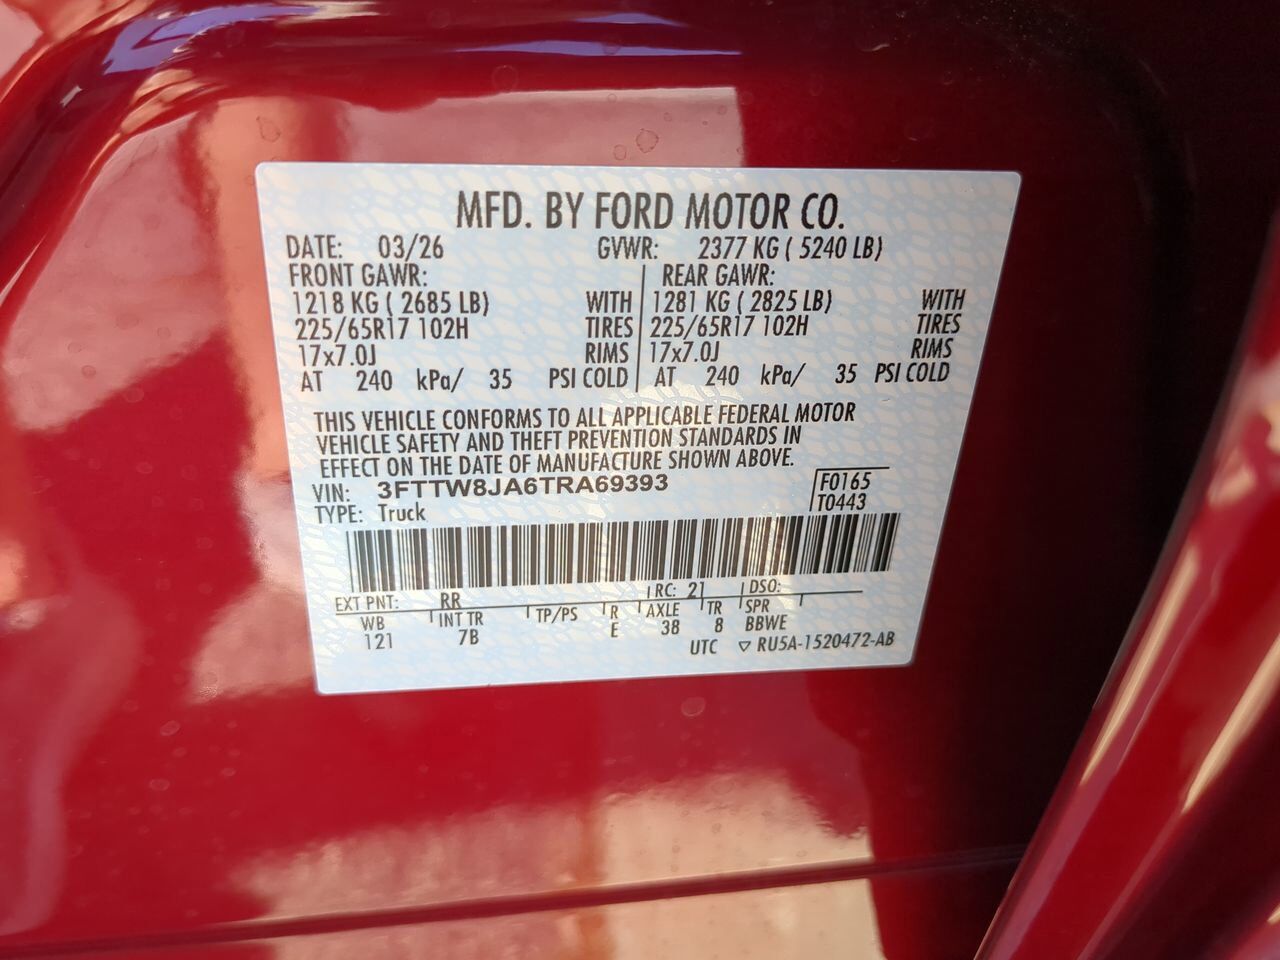 MFD. BY FORD MOTOR CO.
DATE: 03/26 GVWR: 2377 KG ( 5240 LB)
FRONT GAWR: REAR GAWR:
1218 KG ( 2685 LB) WITH 1281 KG ( 2825 LB) WITH
225/65R17 102H TIRES 225/65R17 102H TIRES
17x7.0J RIMS 17x7.0J RIMS
AT 240 kPa/ 35 PSI COLD AT 240 kPa/ 35 PSI COLD
THIS VEHICLE CONFORMS TO ALL APPLICABLE FEDERAL MOTOR
VEHICLE SAFETY AND THEFT PREVENTION STANDARDS IN
EFFECT ON THE DATE OF MANUFACTURE SHOWN ABOVE.
VIN: 3FTTW8JA6TRA69393 F0165
TYPE: Truck T0443
EXT PNT: RR RC: 21 DSO:
WB INT TR TP/PS R AXLE TR SPR
121 7B E 38 8 BBWE
UTC ▽ RU5A-1520472-AB